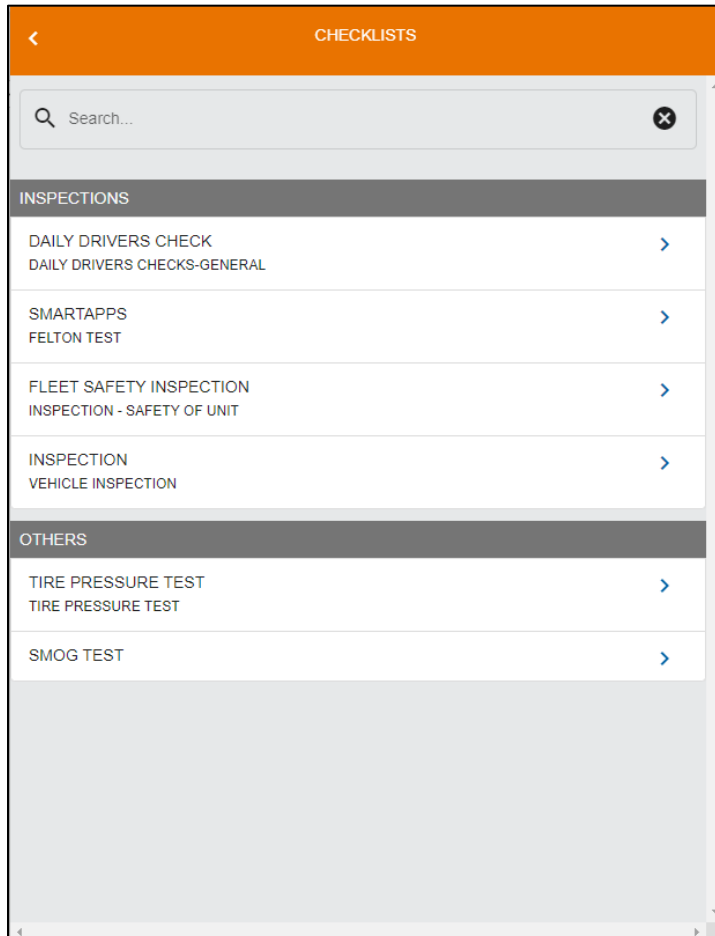 CHECKLISTS
Search...
INSPECTIONS
DAILY DRIVERS CHECK
DAILY DRIVERS CHECKS-GENERAL
SMARTAPPS
FELTON TEST
FLEET SAFETY INSPECTION
INSPECTION - SAFETY OF UNIT
INSPECTION
VEHICLE INSPECTION
OTHERS
TIRE PRESSURE TEST
TIRE PRESSURE TEST
SMOG TEST